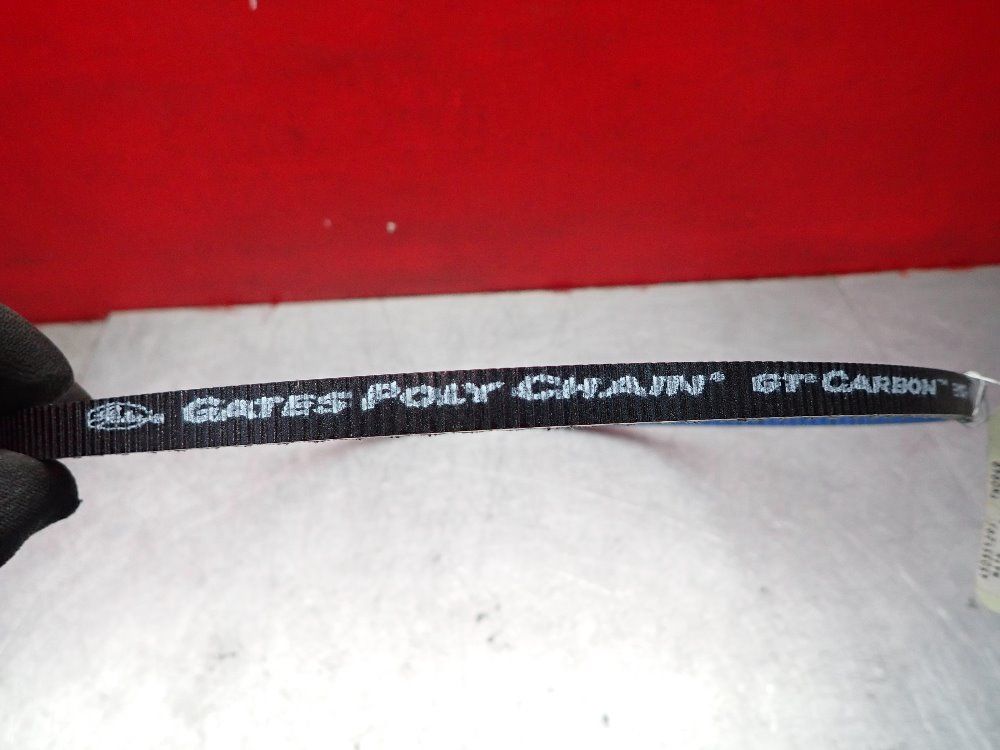 GATES POLY CHAIN® GT® CARBON™